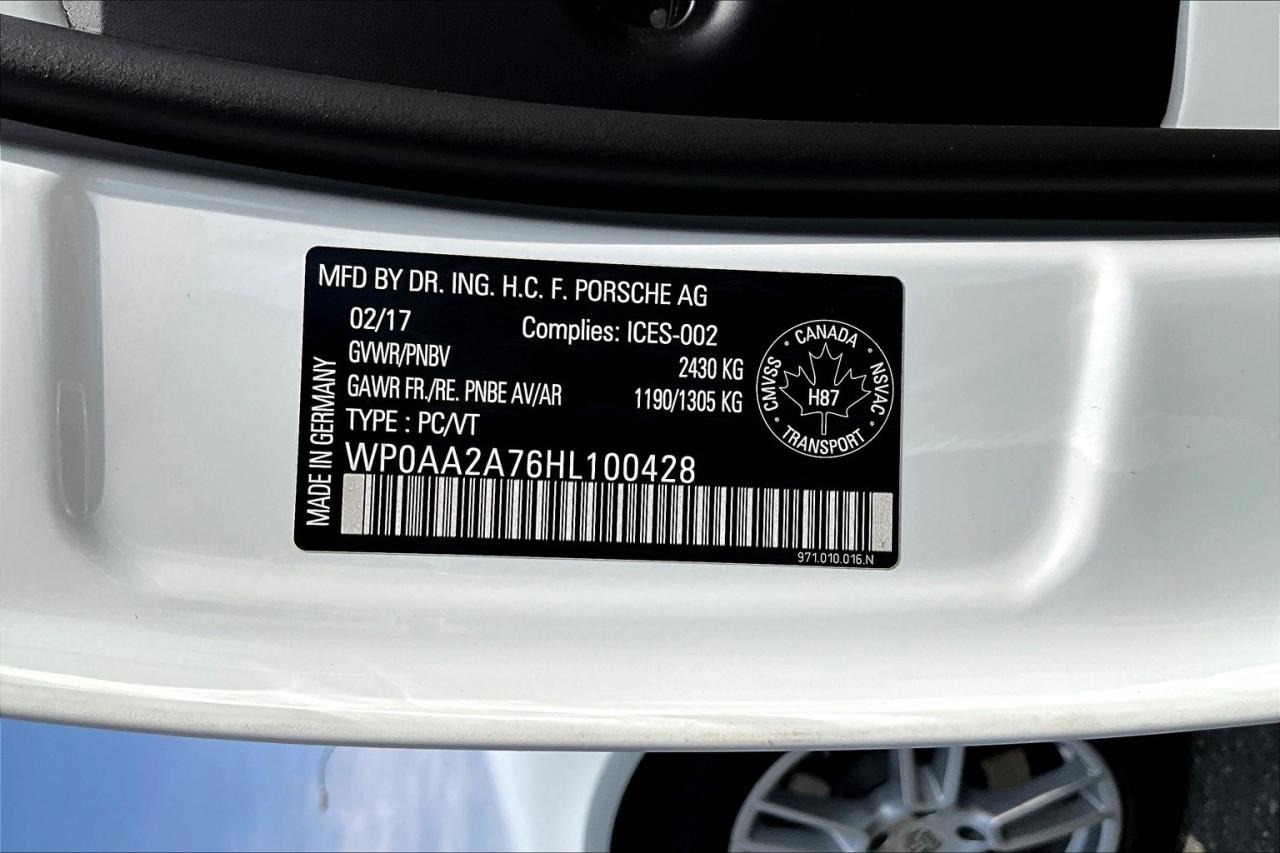 MFD BY DR. ING. H.C. F. PORSCHE AG
02/17 Complies: ICES-002
GVWR/PNBV 2430 KG
GAWR FR./RE. PNBE AV/AR 1190/1305 KG
TYPE : PC/VT
WP0AA2A76HL100428
971.010.016.N
MADE IN GERMANY
CANADA
CMVSS
NSVAC
H87
TRANSPORT